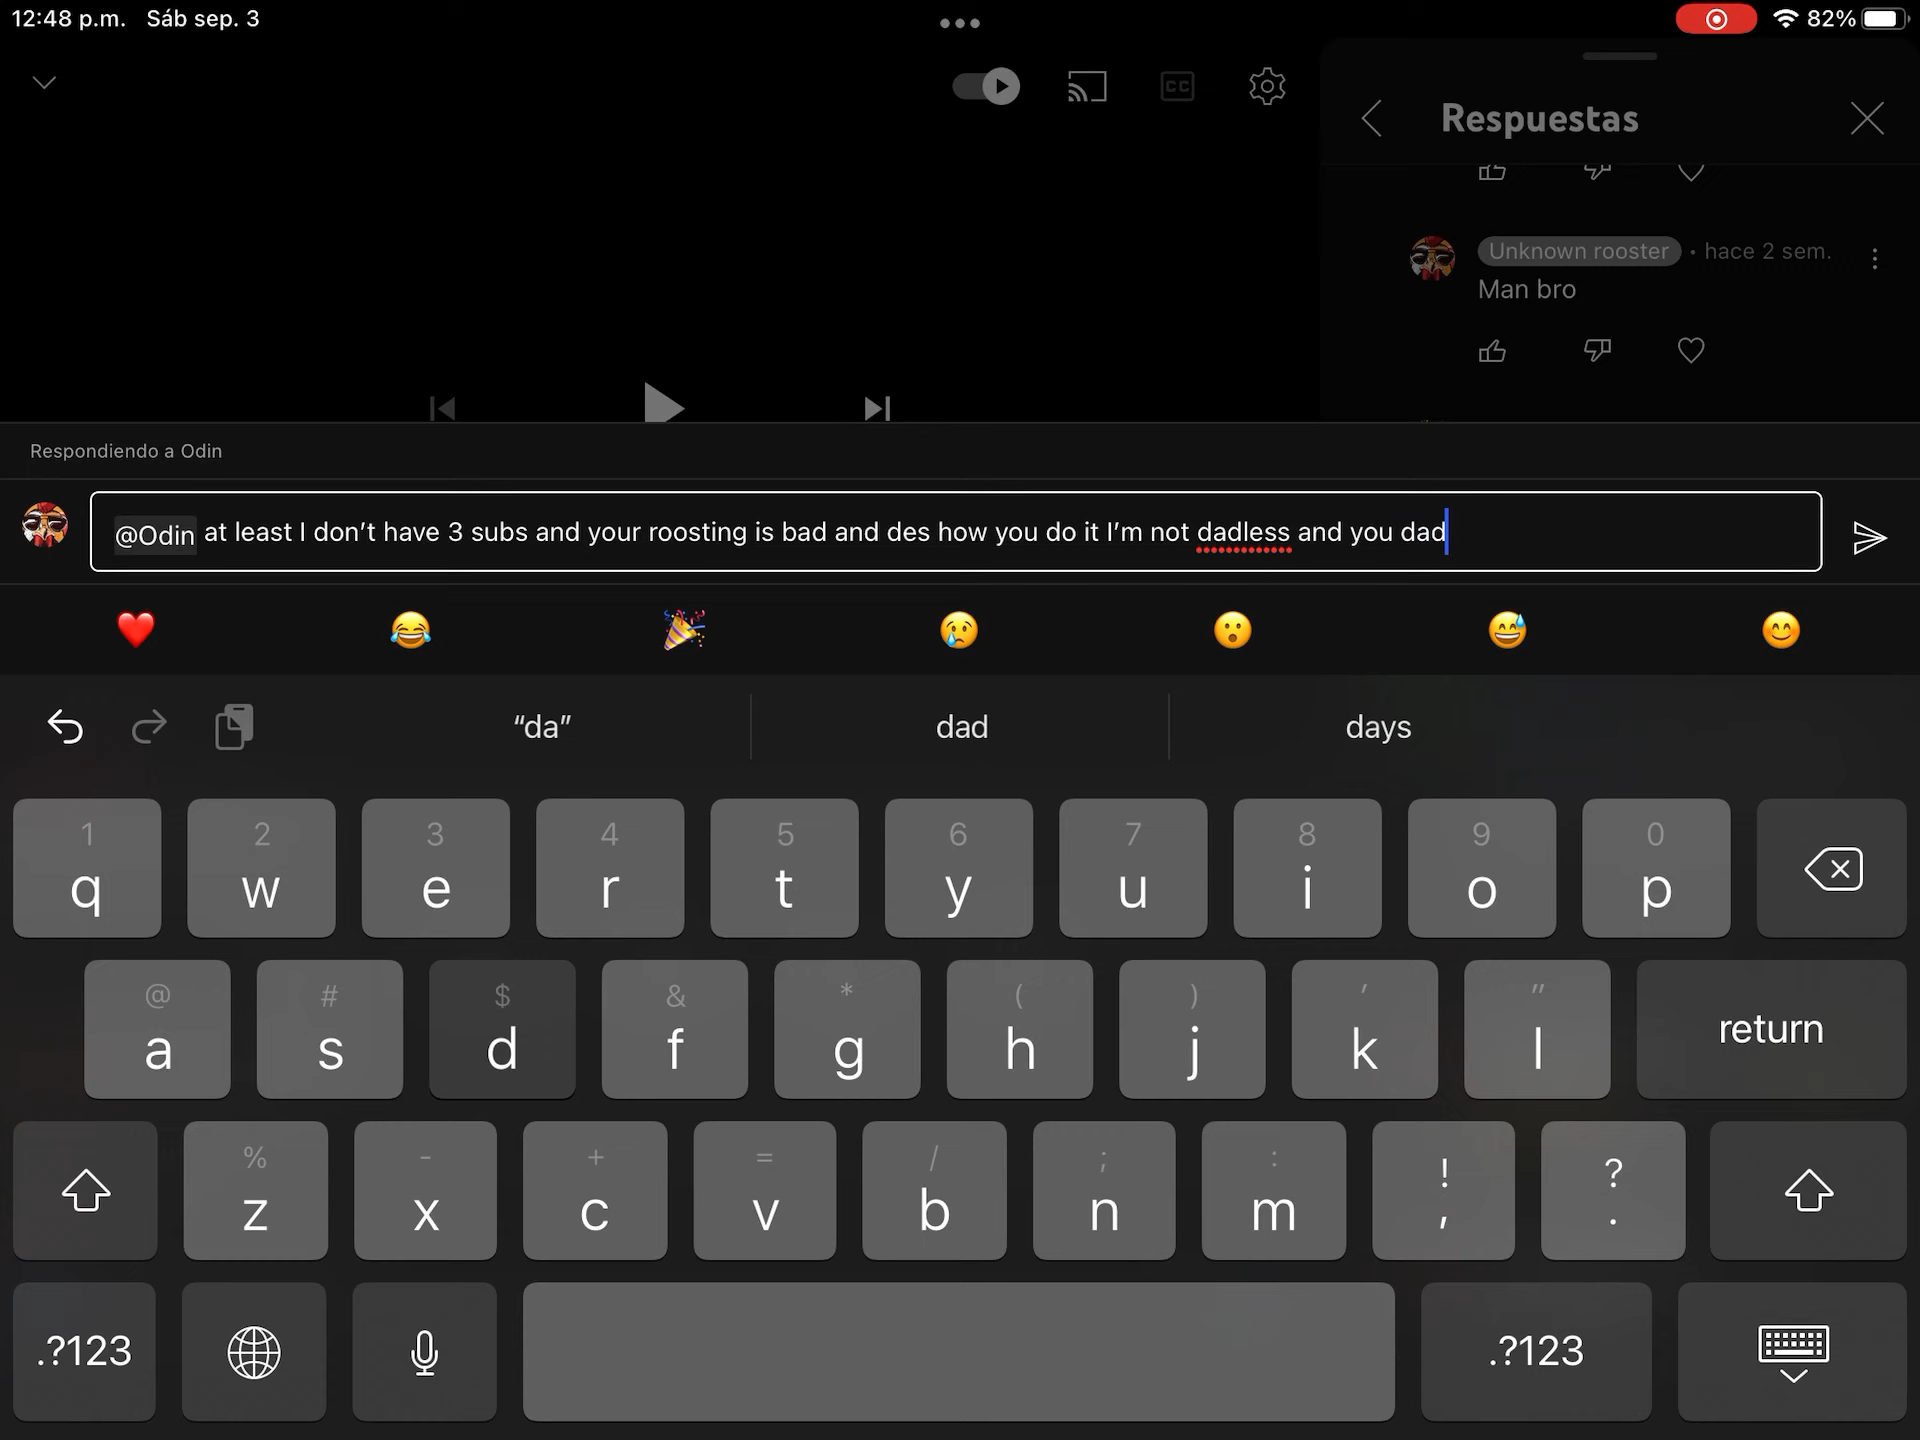 12:48 p.m. Sáb sep. 3
82%
CC
Respuestas
Unknown rooster • hace 2 sem.
Man bro
Respondiendo a Odin
@Odin at least I don’t have 3 subs and your roosting is bad and des how you do it I’m not dadless and you dad
“da” dad days
1 2 3 4 5 6 7 8 9 0
q w e r t y u i o p
@ # $ & * ( ) ’ ”
a s d f g h j k l return
% - + = / ; : ! ?
z x c v b n m , .
.?123 .?123